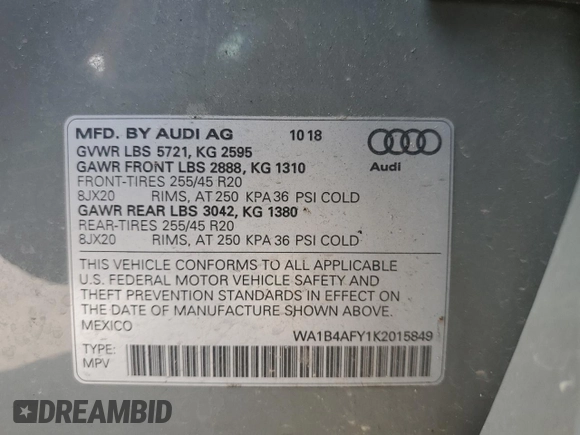 MFD. BY AUDI AG 10 18
GVWR LBS 5721, KG 2595
GAWR FRONT LBS 2888, KG 1310
FRONT-TIRES 255/45 R20
8JX20 RIMS, AT 250 KPA 36 PSI COLD
GAWR REAR LBS 3042, KG 1380
REAR-TIRES 255/45 R20
8JX20 RIMS, AT 250 KPA 36 PSI COLD
Audi
THIS VEHICLE CONFORMS TO ALL APPLICABLE
U.S. FEDERAL MOTOR VEHICLE SAFETY AND
THEFT PREVENTION STANDARDS IN EFFECT ON
THE DATE OF MANUFACTURE SHOWN ABOVE.
MEXICO WA1B4AFY1K2015849
TYPE:
MPV
DREAMBID